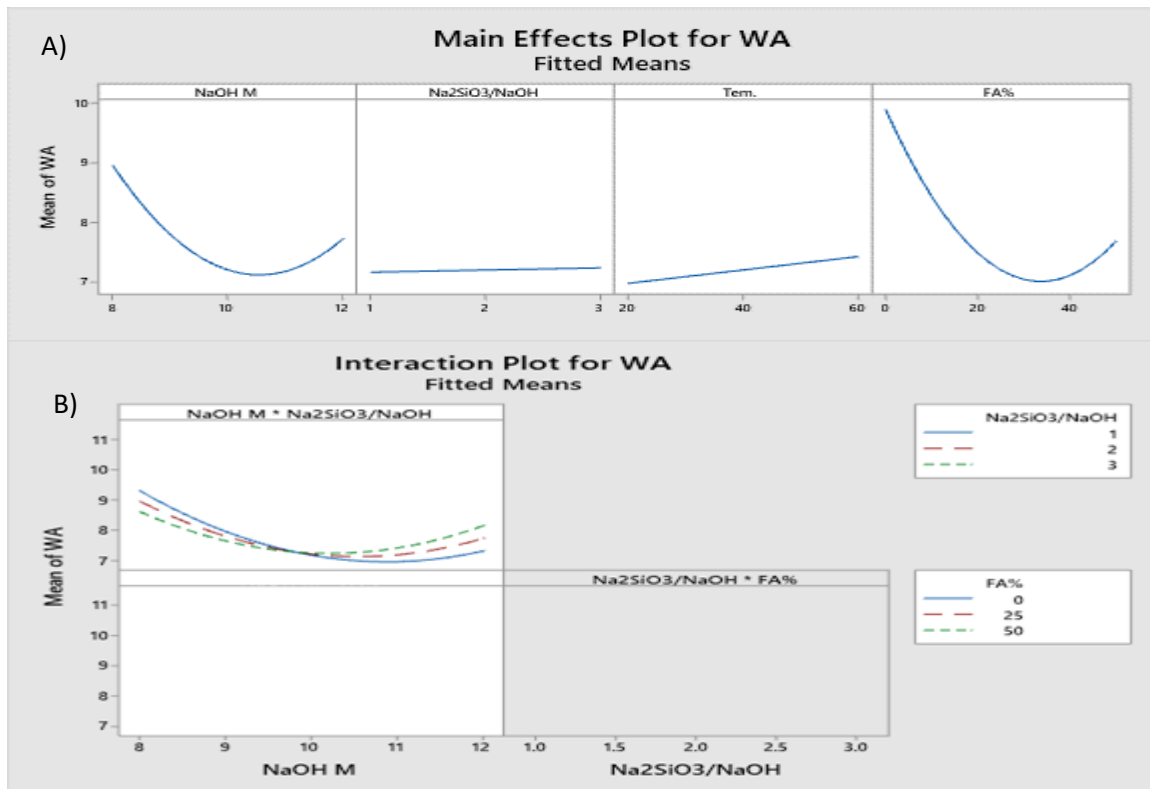 A)
Main Effects Plot for WA
Fitted Means
NaOH M
Na2SiO3/NaOH
Tem.
FA%
Mean of WA
10
9
8
7
8 10 12 1 2 3 20 40 60 0 20 40
Interaction Plot for WA
Fitted Means
B)
NaOH M * Na2SiO3/NaOH
Na2SiO3/NaOH
1
2
3
Mean of WA
11
10
9
8
7
Na2SiO3/NaOH * FA%
FA%
0
25
50
11
10
9
8
7
8 9 10 11 12 1.0 1.5 2.0 2.5 3.0
NaOH M
Na2SiO3/NaOH